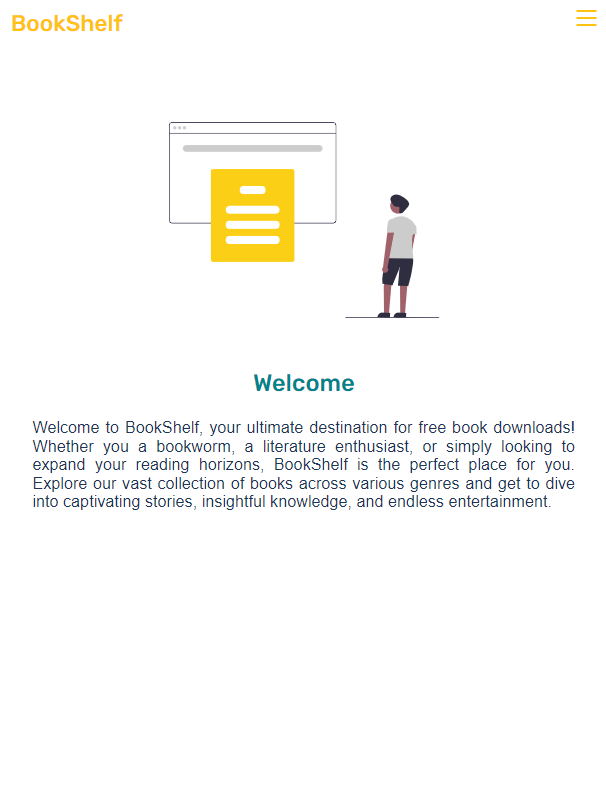 BookShelf
Welcome
Welcome to BookShelf, your ultimate destination for free book downloads!
Whether you a bookworm, a literature enthusiast, or simply looking to
expand your reading horizons, BookShelf is the perfect place for you.
Explore our vast collection of books across various genres and get to dive
into captivating stories, insightful knowledge, and endless entertainment.